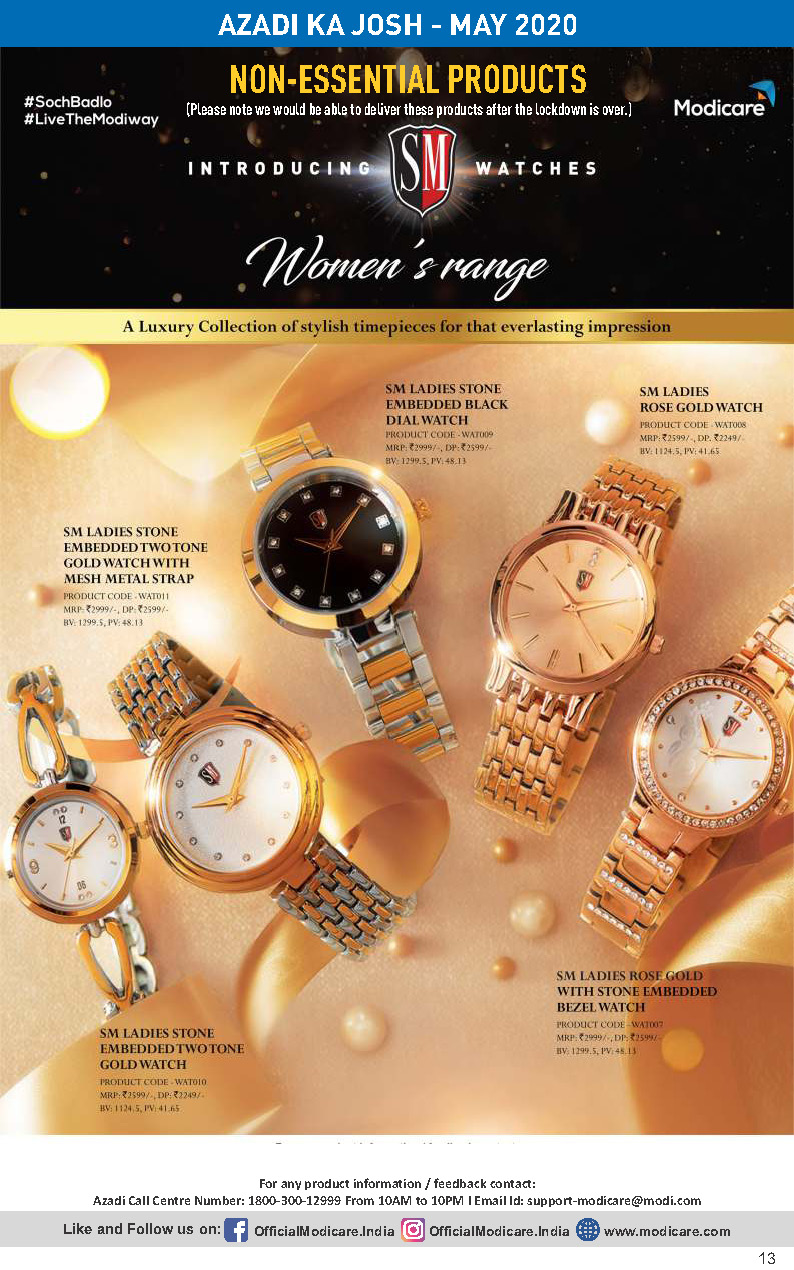 AZADI KA JOSH - MAY 2020
NON-ESSENTIAL PRODUCTS
(Please note we would be able to deliver these products after the lockdown is over.)
#SochBadlo
#LiveTheModiway
Modicare
INTRODUCING SM WATCHES
Women's range
A Luxury Collection of stylish timepieces for that everlasting impression
SM LADIES STONE
EMBEDDED BLACK
DIAL WATCH
PRODUCT CODE - WAT009
MRP: ₹2999/-, DP: ₹2599/-
BV: 1299.5, PV: 48.13
SM LADIES
ROSE GOLD WATCH
PRODUCT CODE - WAT008
MRP: ₹2599/-, DP: ₹2249/-
BV: 1124.5, PV: 41.65
SM LADIES STONE
EMBEDDED TWO TONE
GOLD WATCH WITH
MESH METAL STRAP
PRODUCT CODE - WAT011
MRP: ₹2999/-, DP: ₹2599/-
BV: 1299.5, PV: 48.13
SM
12
12
9
06
SM LADIES ROSE GOLD
WITH STONE EMBEDDED
BEZEL WATCH
PRODUCT CODE - WAT007
MRP: ₹2999/-, DP: ₹2599/-
BV: 1299.5, PV: 48.13
SM LADIES STONE
EMBEDDED TWO TONE
GOLD WATCH
PRODUCT CODE - WAT010
MRP: ₹2599/-, DP: ₹2249/-
BV: 1124.5, PV: 41.65
For any product information / feedback contact:
Azadi Call Centre Number: 1800-300-12999 From 10AM to 10PM I Email Id: support-modicare@modi.com
Like and Follow us on: OfficialModicare.India OfficialModicare.India www.modicare.com
13